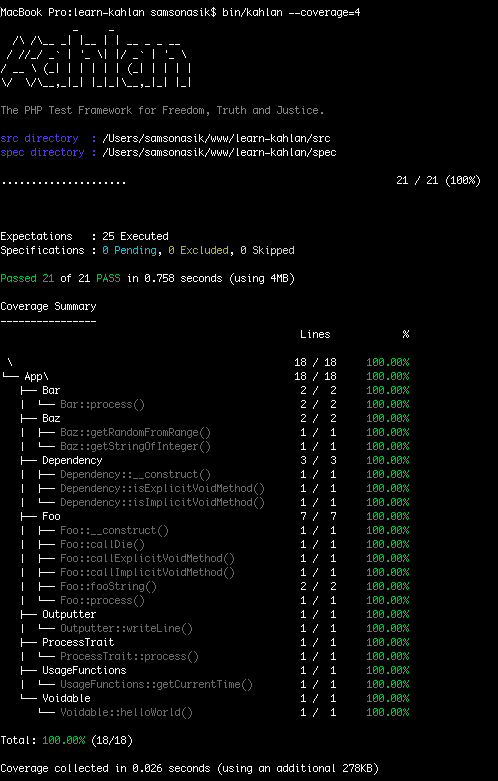 MacBook Pro:learn-kahlan samsonasik$ bin/kahlan --coverage=4
kahlan
The PHP Test Framework for Freedom, Truth and Justice.
src directory  : /Users/samsonasik/www/learn-kahlan/src
spec directory : /Users/samsonasik/www/learn-kahlan/spec
..................... 21 / 21 (100%)
Expectations   : 25 Executed
Specifications : 0 Pending, 0 Excluded, 0 Skipped
Passed 21 of 21 PASS in 0.758 seconds (using 4MB)
Coverage Summary
----------------
Lines %
\ 18 / 18 100.00%
└── App\ 18 / 18 100.00%
├── Bar 2 / 2 100.00%
│ └── Bar::process() 2 / 2 100.00%
├── Baz 2 / 2 100.00%
│ ├── Baz::getRandomFromRange() 1 / 1 100.00%
│ └── Baz::getStringOfInteger() 1 / 1 100.00%
├── Dependency 3 / 3 100.00%
│ ├── Dependency::__construct() 1 / 1 100.00%
│ ├── Dependency::isExplicitVoidMethod() 1 / 1 100.00%
│ └── Dependency::isImplicitVoidMethod() 1 / 1 100.00%
├── Foo 7 / 7 100.00%
│ ├── Foo::__construct() 1 / 1 100.00%
│ ├── Foo::callDie() 1 / 1 100.00%
│ ├── Foo::callExplicitVoidMethod() 1 / 1 100.00%
│ ├── Foo::callImplicitVoidMethod() 1 / 1 100.00%
│ ├── Foo::fooString() 2 / 2 100.00%
│ └── Foo::process() 1 / 1 100.00%
├── Outputter 1 / 1 100.00%
│ └── Outputter::writeLine() 1 / 1 100.00%
├── ProcessTrait 1 / 1 100.00%
│ └── ProcessTrait::process() 1 / 1 100.00%
├── UsageFunctions 1 / 1 100.00%
│ └── UsageFunctions::getCurrentTime() 1 / 1 100.00%
└── Voidable 1 / 1 100.00%
└── Voidable::helloWorld() 1 / 1 100.00%
Total: 100.00% (18/18)
Coverage collected in 0.026 seconds (using an additional 278KB)